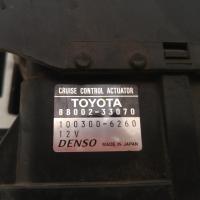 CRUISE CONTROL ACTUATOR
TOYOTA
88002-33070
100300-6260
12V
DENSO MADE IN JAPAN